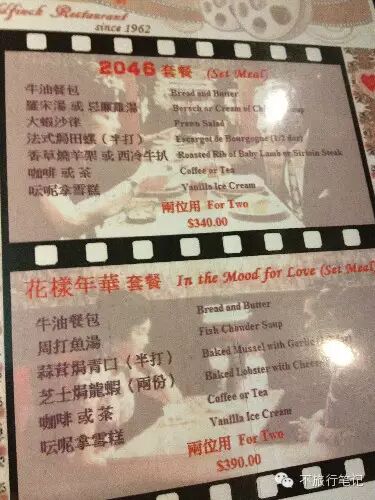 Restaurant
since 1962
2046 套餐 (Set Meal)
牛油餐包 Bread and Butter
羅宋湯 或 忌廉雞湯 Borsch or Cream of Chicken Soup
大蝦沙律 Prawn Salad
法式焗田螺（半打） Escargot de Bourgogne (1/2 doz)
香草燒羊架 或 西冷牛扒 Roasted Rib of Baby Lamb or Sirloin Steak
咖啡 或 茶 Coffee or Tea
呍呢拿雪糕 Vanilla Ice Cream
兩位用 For Two
$340.00
花樣年華 套餐 In the Mood for Love (Set Meal)
牛油餐包 Bread and Butter
周打魚湯 Fish Chowder Soup
蒜茸焗青口（半打） Baked Mussel with Garlic
芝士焗龍蝦（兩份） Baked Lobster with Cheese
咖啡 或 茶 Coffee or Tea
呍呢拿雪糕 Vanilla Ice Cream
兩位用 For Two
$390.00
不旅行笔记